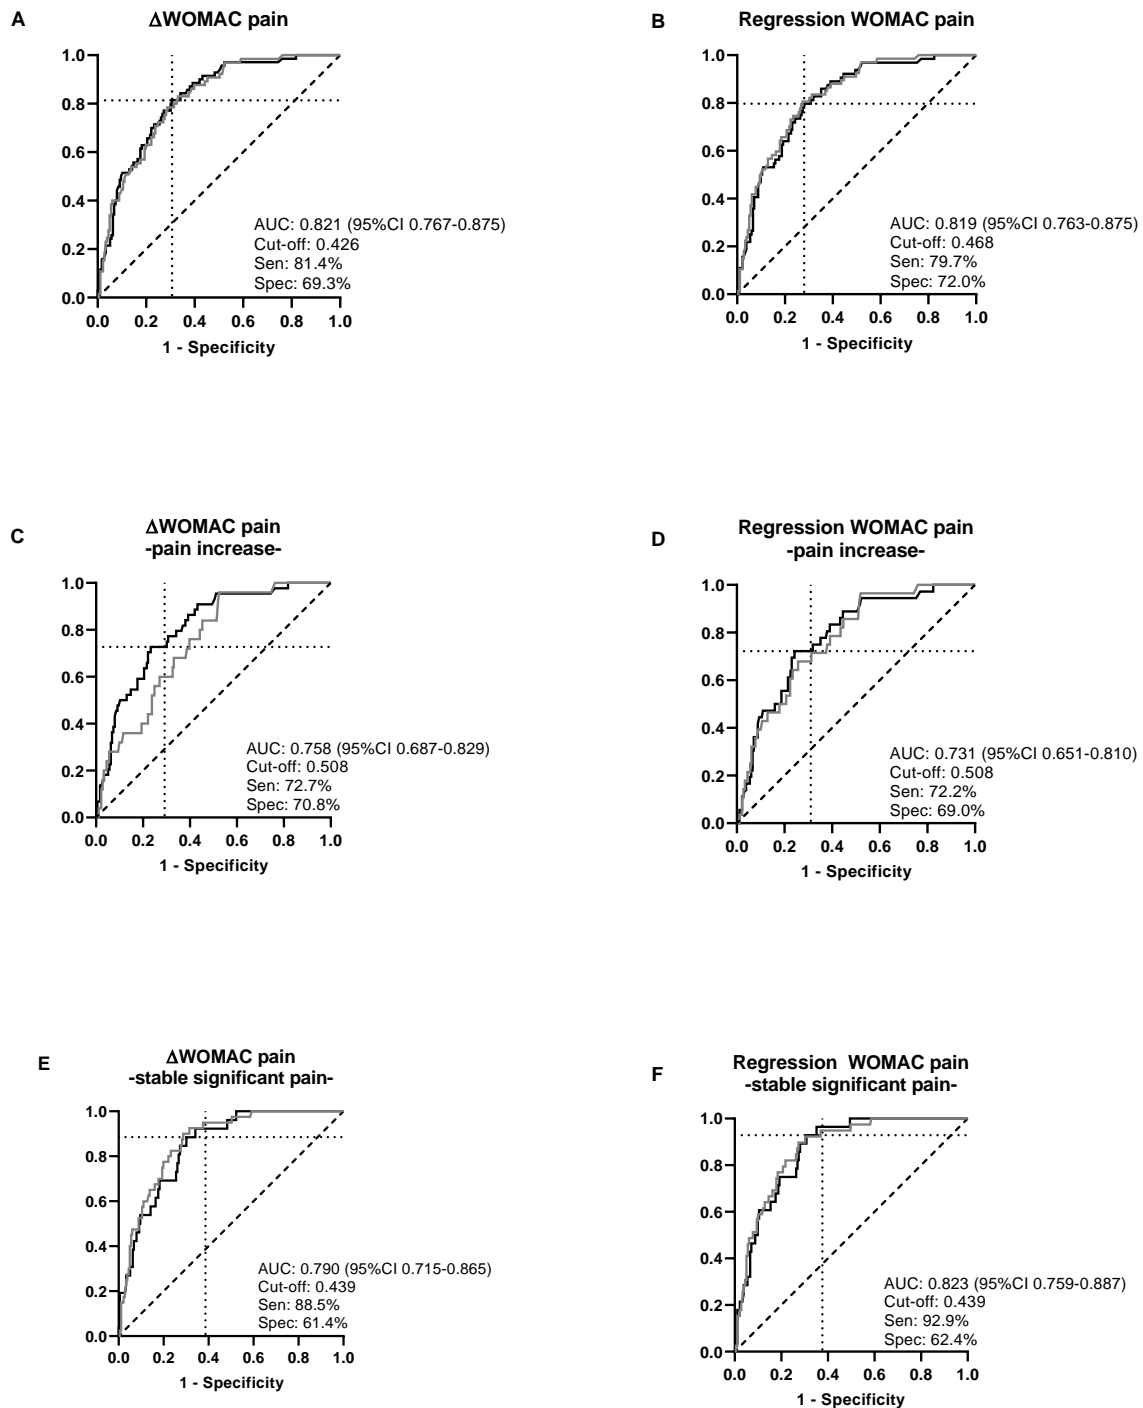 A
ΔWOMAC pain
1.0
0.8
0.6
0.4
0.2
0.0
AUC: 0.821 (95%CI 0.767-0.875)
Cut-off: 0.426
Sen: 81.4%
Spec: 69.3%
0.0 0.2 0.4 0.6 0.8 1.0
1 - Specificity
B
Regression WOMAC pain
1.0
0.8
0.6
0.4
0.2
0.0
AUC: 0.819 (95%CI 0.763-0.875)
Cut-off: 0.468
Sen: 79.7%
Spec: 72.0%
0.0 0.2 0.4 0.6 0.8 1.0
1 - Specificity
C
ΔWOMAC pain
-pain increase-
1.0
0.8
0.6
0.4
0.2
0.0
AUC: 0.758 (95%CI 0.687-0.829)
Cut-off: 0.508
Sen: 72.7%
Spec: 70.8%
0.0 0.2 0.4 0.6 0.8 1.0
1 - Specificity
D
Regression WOMAC pain
-pain increase-
1.0
0.8
0.6
0.4
0.2
0.0
AUC: 0.731 (95%CI 0.651-0.810)
Cut-off: 0.508
Sen: 72.2%
Spec: 69.0%
0.0 0.2 0.4 0.6 0.8 1.0
1 - Specificity
E
ΔWOMAC pain
-stable significant pain-
1.0
0.8
0.6
0.4
0.2
0.0
AUC: 0.790 (95%CI 0.715-0.865)
Cut-off: 0.439
Sen: 88.5%
Spec: 61.4%
0.0 0.2 0.4 0.6 0.8 1.0
1 - Specificity
F
Regression WOMAC pain
-stable significant pain-
1.0
0.8
0.6
0.4
0.2
0.0
AUC: 0.823 (95%CI 0.759-0.887)
Cut-off: 0.439
Sen: 92.9%
Spec: 62.4%
0.0 0.2 0.4 0.6 0.8 1.0
1 - Specificity